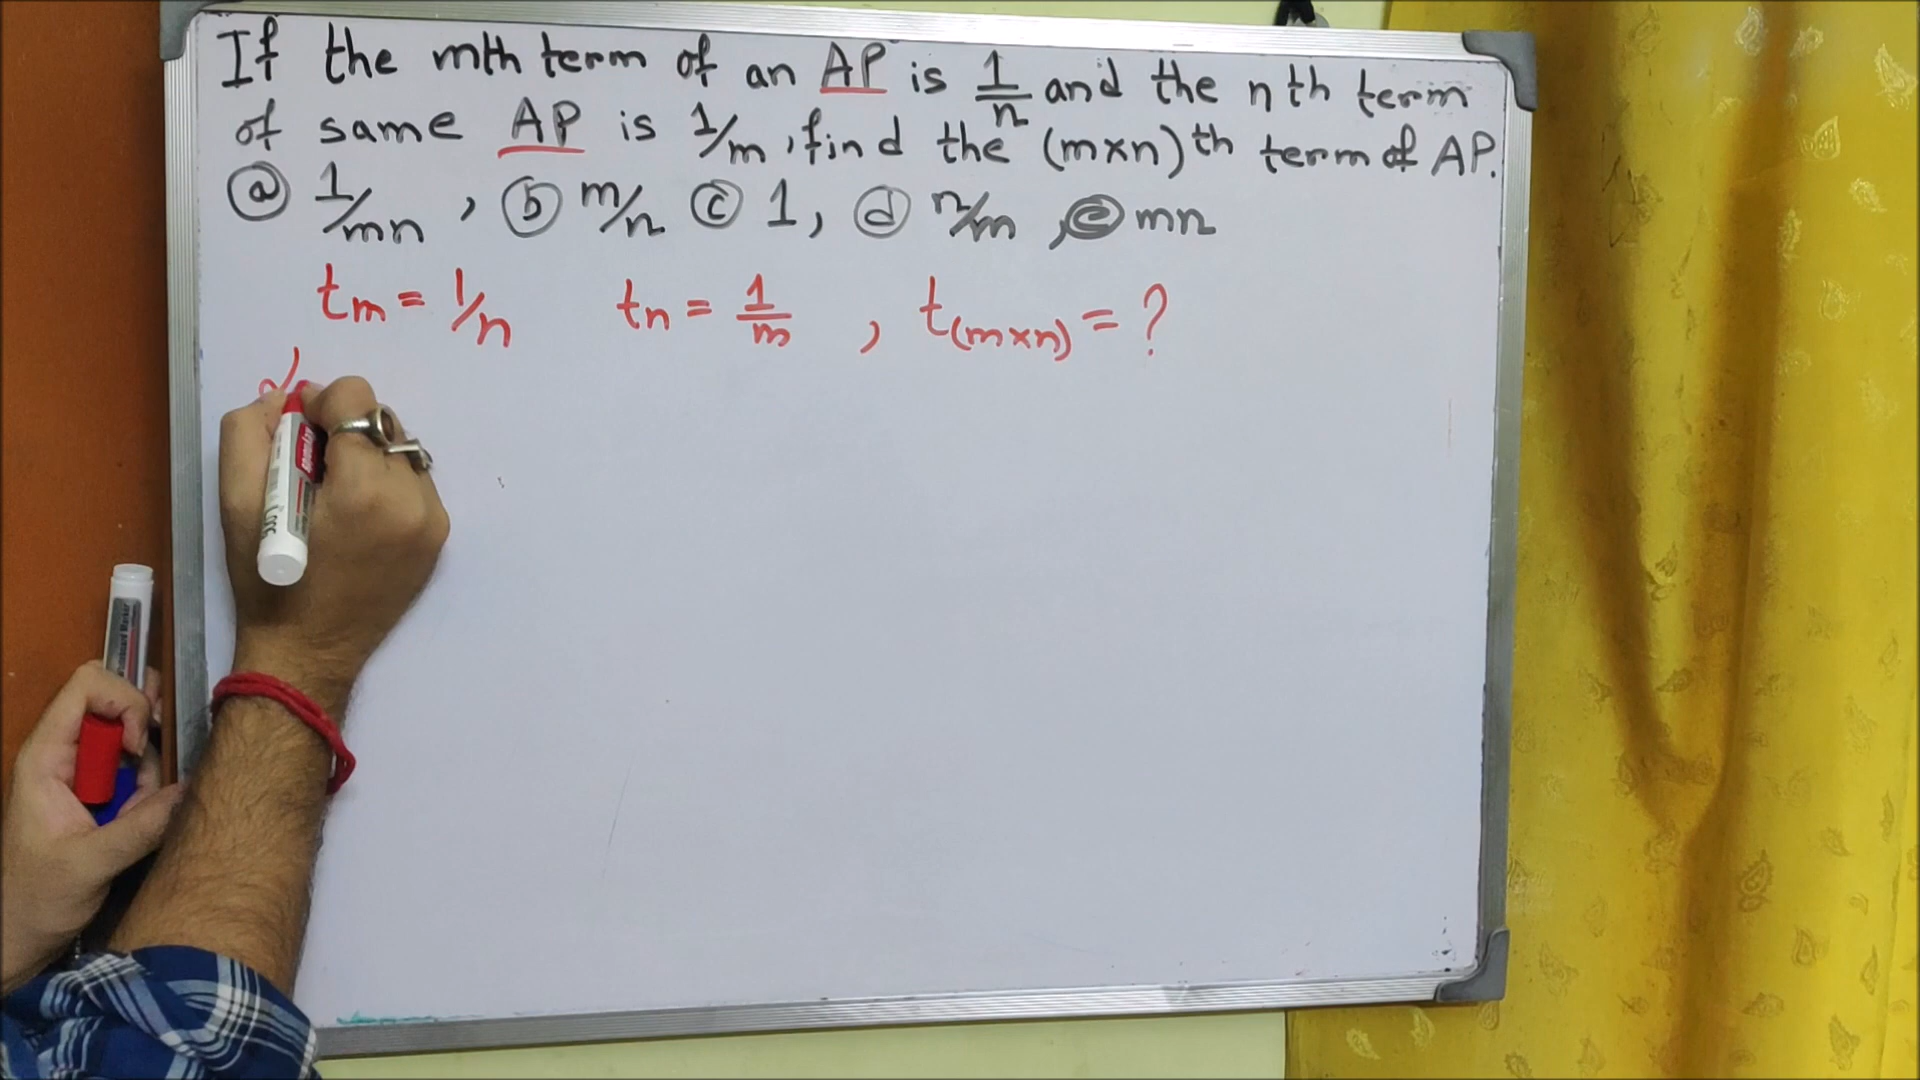 If the mth term of an AP is 1/n and the nth term
of same AP is 1/m, find the (m×n)th term of AP.
ⓐ 1/mn , ⓑ m/n ⓒ 1, ⓓ n/m , ⓔ mn
tm = 1/n tn = 1/m , t(m×n) = ?